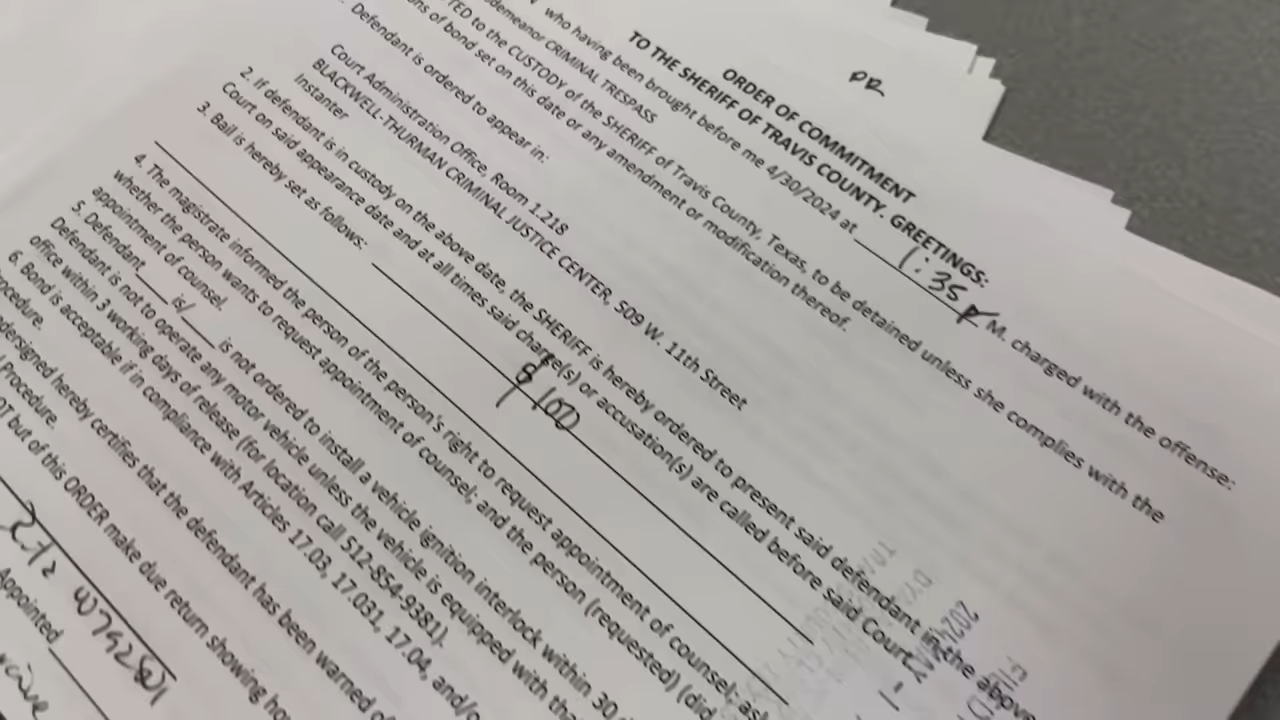 PR
ORDER OF COMMITMENT
TO THE SHERIFF OF TRAVIS COUNTY. GREETINGS:
who having been brought before me 4/30/2024 at 1:35 P M. charged with the offense:
demeanor CRIMINAL TRESPASS
TED to the CUSTODY of the SHERIFF of Travis County, Texas, to be detained unless she complies with the
ns of bond set on this date or any amendment or modification thereof.
Defendant is ordered to appear in:
Court Administration Office, Room 1.218
BLACKWELL-THURMAN CRIMINAL JUSTICE CENTER, 509 W. 11th Street
Instanter
2. If defendant is in custody on the above date, the SHERIFF is hereby ordered to present said defendant in the above
Court on said appearance date and at all times said charge(s) or accusation(s) are called before said Court.
3. Bail is hereby set as follows:
$ 100
4. The magistrate informed the person of the person's right to request appointment of counsel; ask
whether the person wants to request appointment of counsel; and the person (requested) (did
appointment of counsel.
5. Defendant ___ is/ ___ is not ordered to install a vehicle ignition interlock within 30
Defendant is not to operate any motor vehicle unless the vehicle is equipped with tha
office within 3 working days of release (for location call 512-854-9381).
6. Bond is acceptable if in compliance with Articles 17.03, 17.031, 17.04, and/o
Procedure.
dersigned hereby certifies that the defendant has been warned o
l Procedure.
OT but of this ORDER make due return showing ho
Appointed
2024 MAY - 1